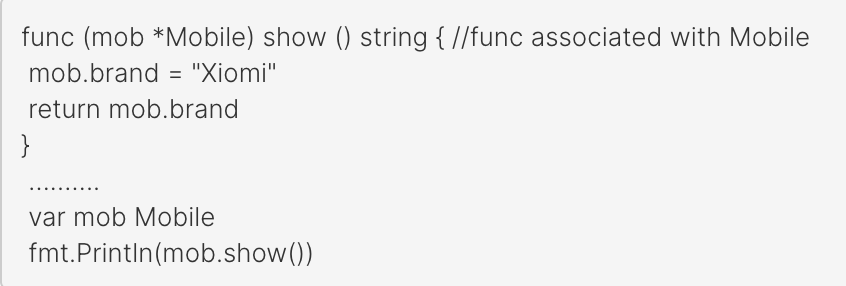 func (mob *Mobile) show () string { //func associated with Mobile
mob.brand = "Xiomi"
return mob.brand
}
..........
var mob Mobile
fmt.Println(mob.show())